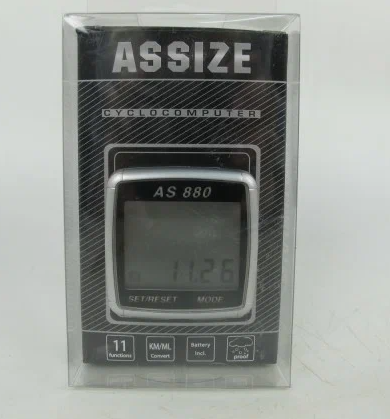 ASSIZE
CYCLOCOMPUTER
AS 880
11.26
SET/RESET MODE
11 KM/ML Battery
functions Convert Incl. proof